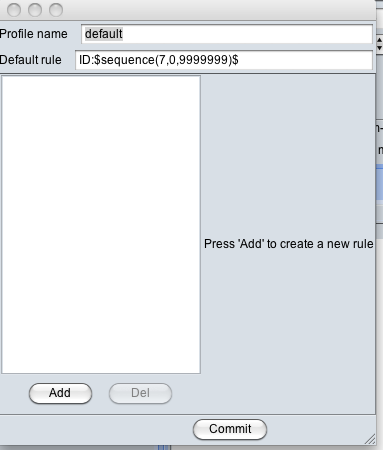 Profile name default
Default rule ID:$sequence(7,0,9999999)$
Press 'Add' to create a new rule
Add Del
Commit